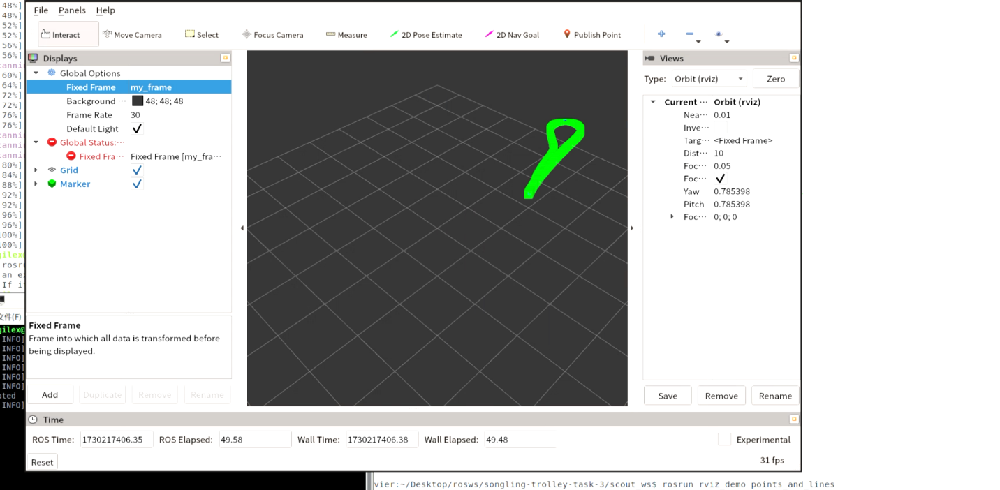 File Panels Help
Interact Move Camera Select Focus Camera Measure 2D Pose Estimate 2D Nav Goal Publish Point
Displays
Global Options
Fixed Frame my_frame
Background ··· 48; 48; 48
Frame Rate 30
Default Light
Global Status:···
Fixed Fra··· Fixed Frame [my_fra···
Grid
Marker
Fixed Frame
Frame into which all data is transformed before
being displayed.
Add Duplicate Remove Rename
Views
Type: Orbit (rviz) Zero
Current ··· Orbit (rviz)
Nea··· 0.01
Inve···
Targ··· <Fixed Frame>
Dist··· 10
Foc··· 0.05
Foc···
Yaw 0.785398
Pitch 0.785398
Foc··· 0; 0; 0
Save Remove Rename
Time
ROS Time: 1730217406.35 ROS Elapsed: 49.58 Wall Time: 1730217406.38 Wall Elapsed: 49.48 Experimental
Reset 31 fps
48%]
48%]
52%]
52%]
56%]
56%]
canning
60%]
64%]
72%]
72%]
76%]
76%]
canning
canning
canning
80%]
84%]
88%]
92%]
92%]
96%]
96%]
100%]
100%]
gilex@
rosru
an ex
If it
文件(F)
gilex@
INFO]
INFO]
INFO]
INFO]
INFO]
INFO]
ated
INFO]
vier:~/Desktop/rosws/songling-trolley-task-3/scout_ws$ rosrun rviz_demo points_and_lines